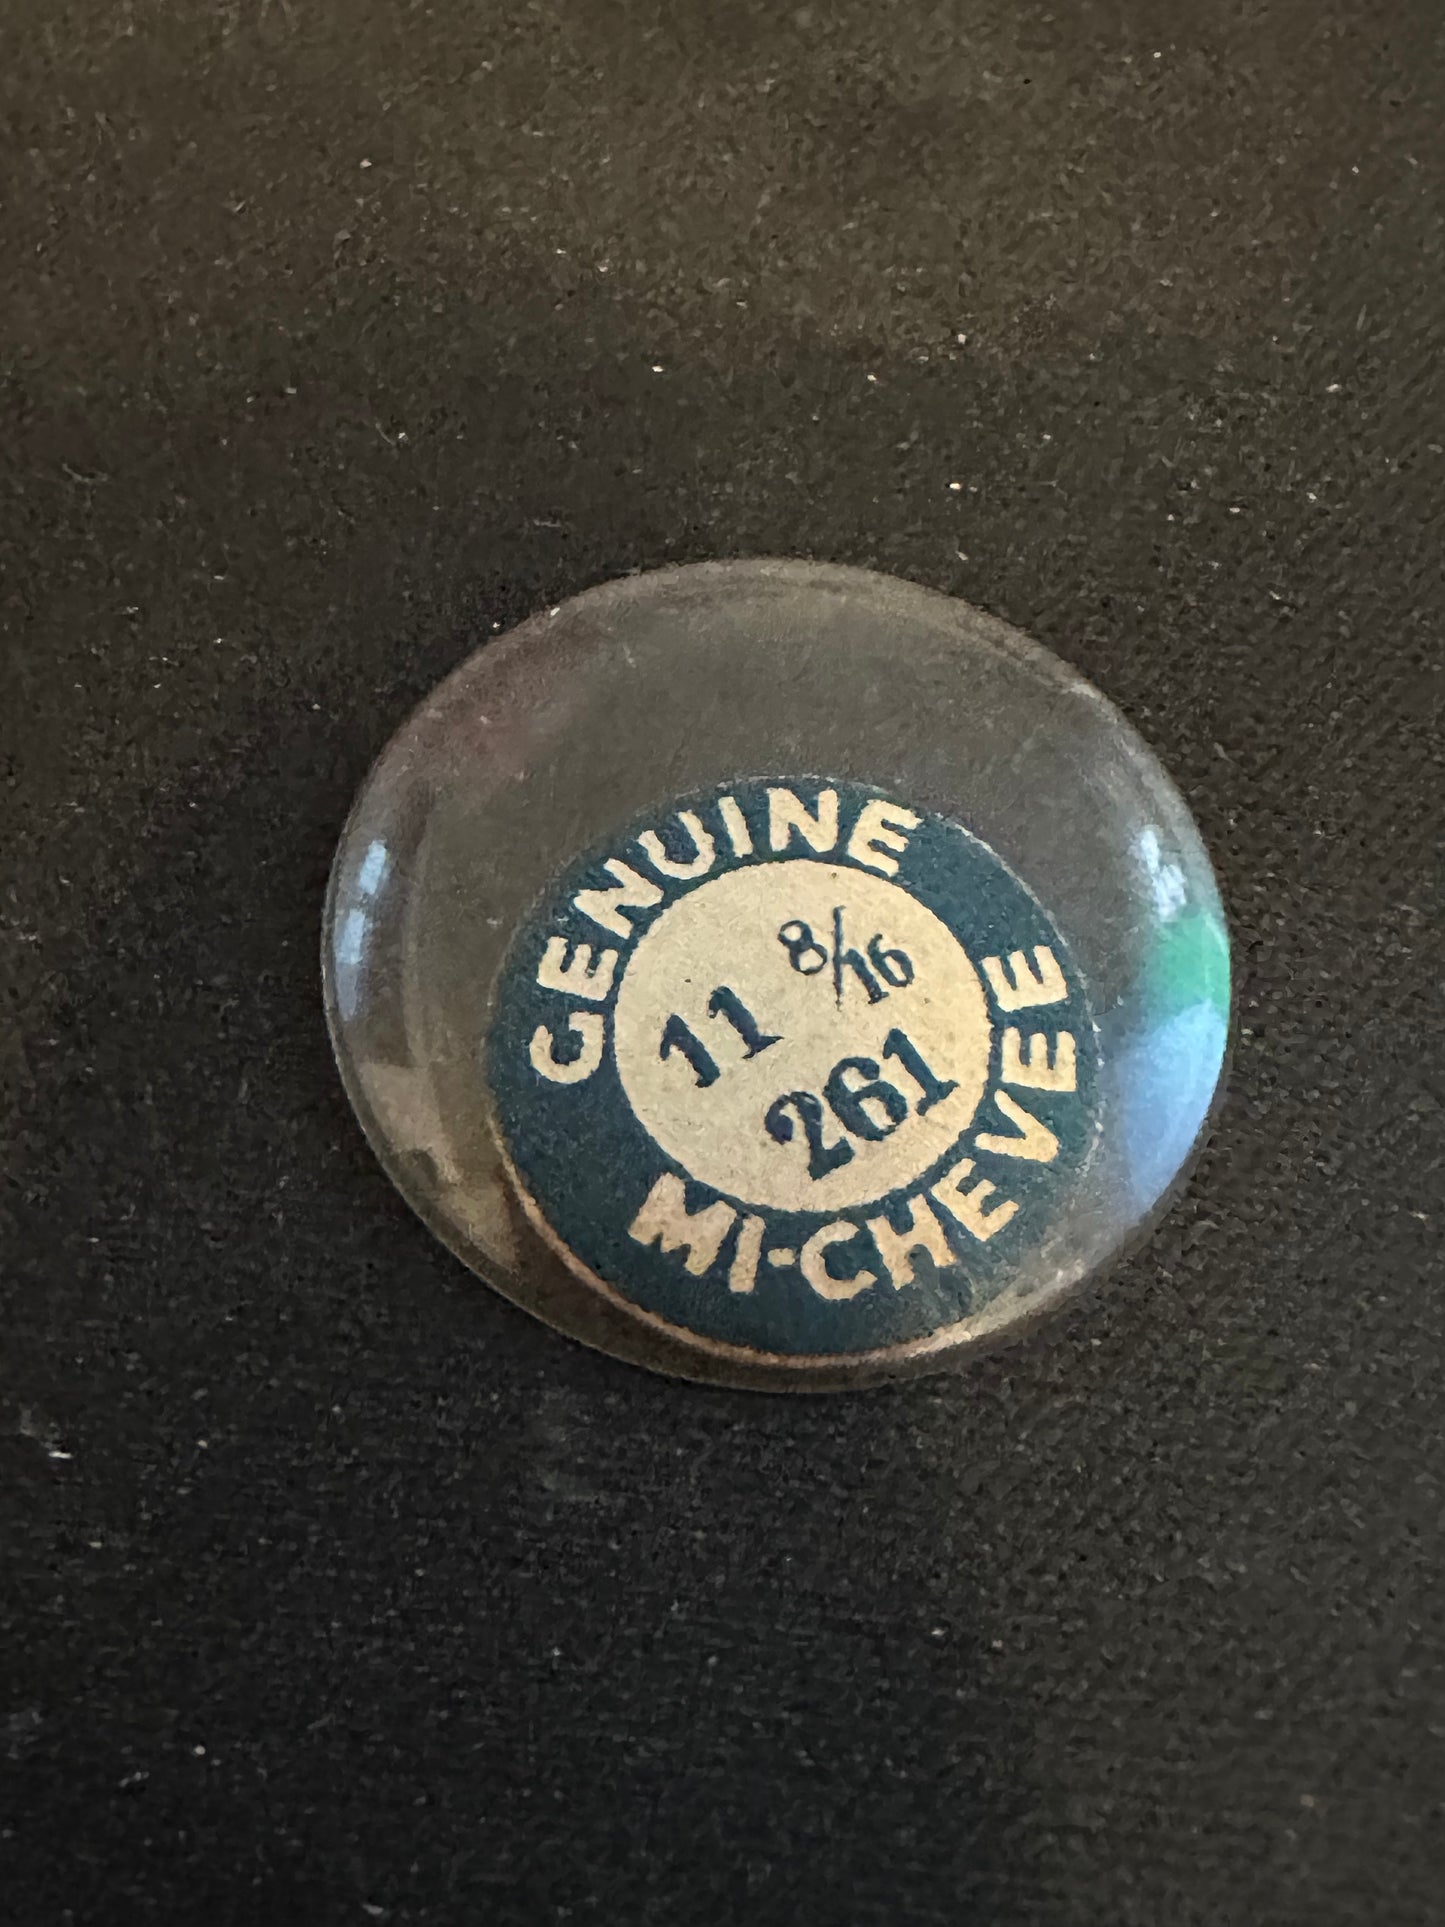 GENUINE
11 8/16
261
MI-CHEVEE